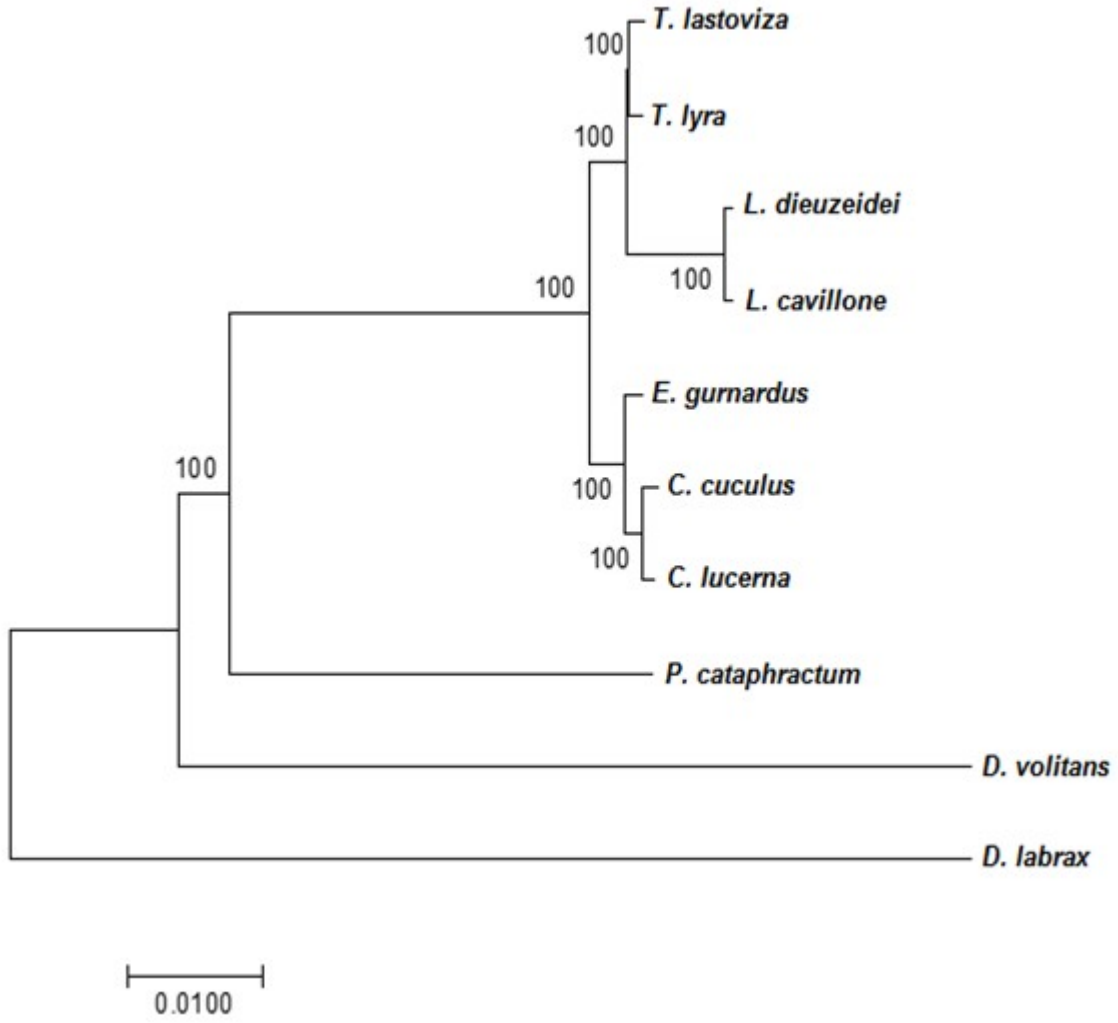 T. lastoviza
100
T. lyra
100
L. dieuzeidei
100
L. cavillone
100
E. gurnardus
100
C. cuculus
100
C. lucerna
100
P. cataphractum
D. volitans
D. labrax
0.0100